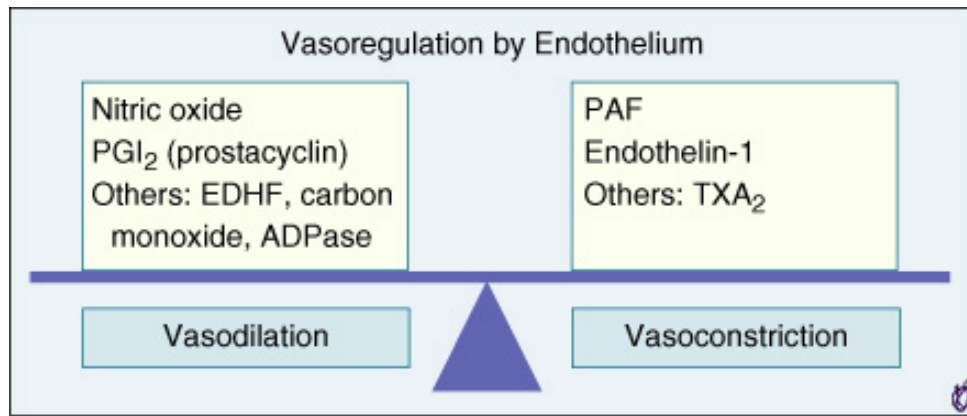 Vasoregulation by Endothelium
Nitric oxide
PGI₂ (prostacyclin)
Others: EDHF, carbon
monoxide, ADPase
PAF
Endothelin-1
Others: TXA₂
Vasodilation
Vasoconstriction